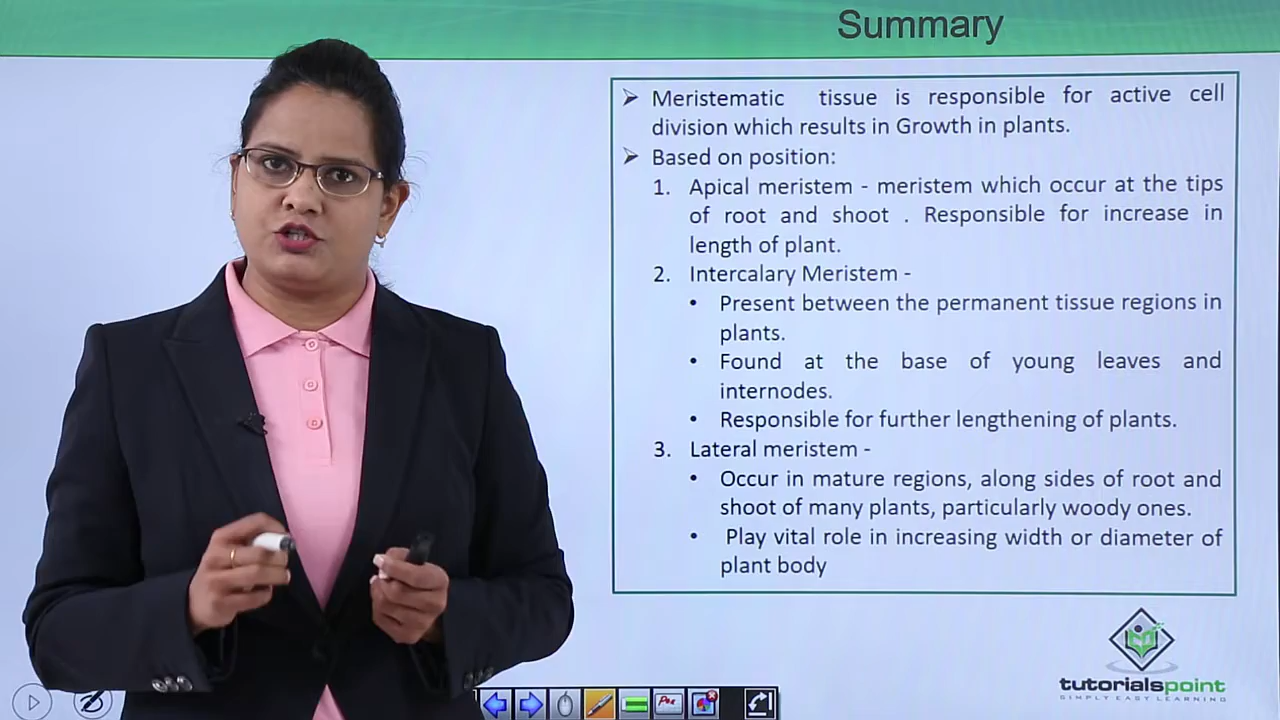 Summary
➢ Meristematic tissue is responsible for active cell
division which results in Growth in plants.
➢ Based on position:
1. Apical meristem - meristem which occur at the tips
of root and shoot . Responsible for increase in
length of plant.
2. Intercalary Meristem -
• Present between the permanent tissue regions in
plants.
• Found at the base of young leaves and
internodes.
• Responsible for further lengthening of plants.
3. Lateral meristem -
• Occur in mature regions, along sides of root and
shoot of many plants, particularly woody ones.
• Play vital role in increasing width or diameter of
plant body
tutorialspoint
SIMPLY EASY LEARNING